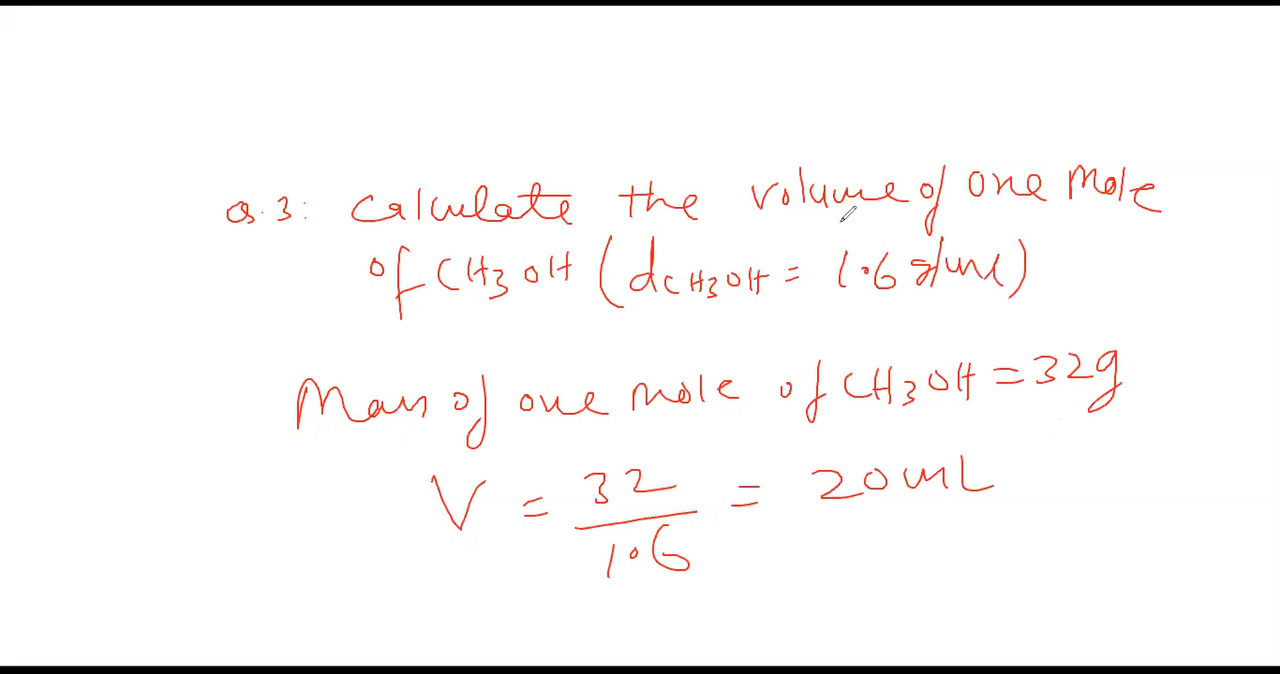 Q.3: Calculate the volume of one mole
of CH3OH (dCH3OH = 1.6 g/mL)
Mass of one mole of CH3OH = 32g
V = 32/1.6 = 20mL